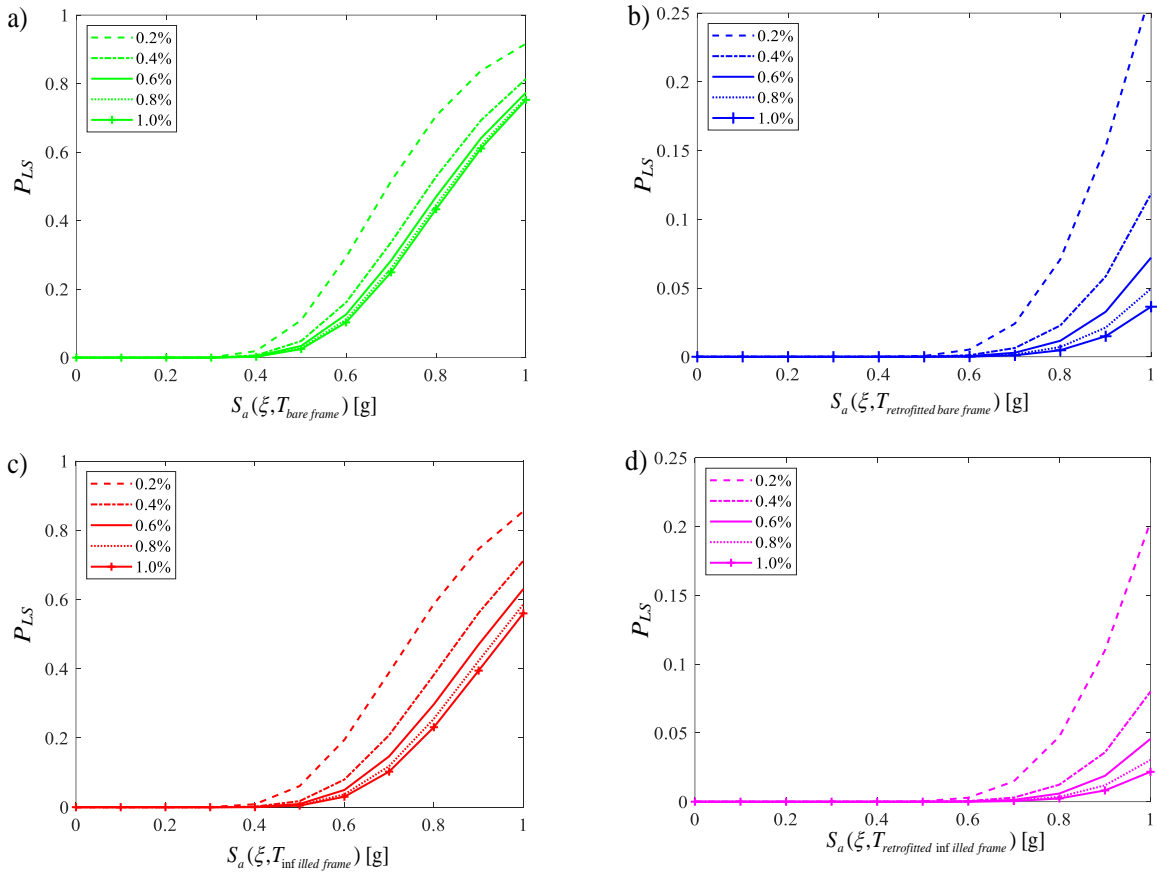 a)
1
0.8
0.6
0.4
0.2
0
P_LS
0.2%
0.4%
0.6%
0.8%
1.0%
0 0.2 0.4 0.6 0.8 1
S_a(ξ,T_bare frame) [g]
b)
0.25
0.2
0.15
0.1
0.05
0
P_LS
0.2%
0.4%
0.6%
0.8%
1.0%
0 0.2 0.4 0.6 0.8 1
S_a(ξ,T_retrofitted bare frame) [g]
c)
1
0.8
0.6
0.4
0.2
0
P_LS
0.2%
0.4%
0.6%
0.8%
1.0%
0 0.2 0.4 0.6 0.8 1
S_a(ξ,T_inf illed frame) [g]
d)
0.25
0.2
0.15
0.1
0.05
0
P_LS
0.2%
0.4%
0.6%
0.8%
1.0%
0 0.2 0.4 0.6 0.8 1
S_a(ξ,T_retrofitted inf illed frame) [g]